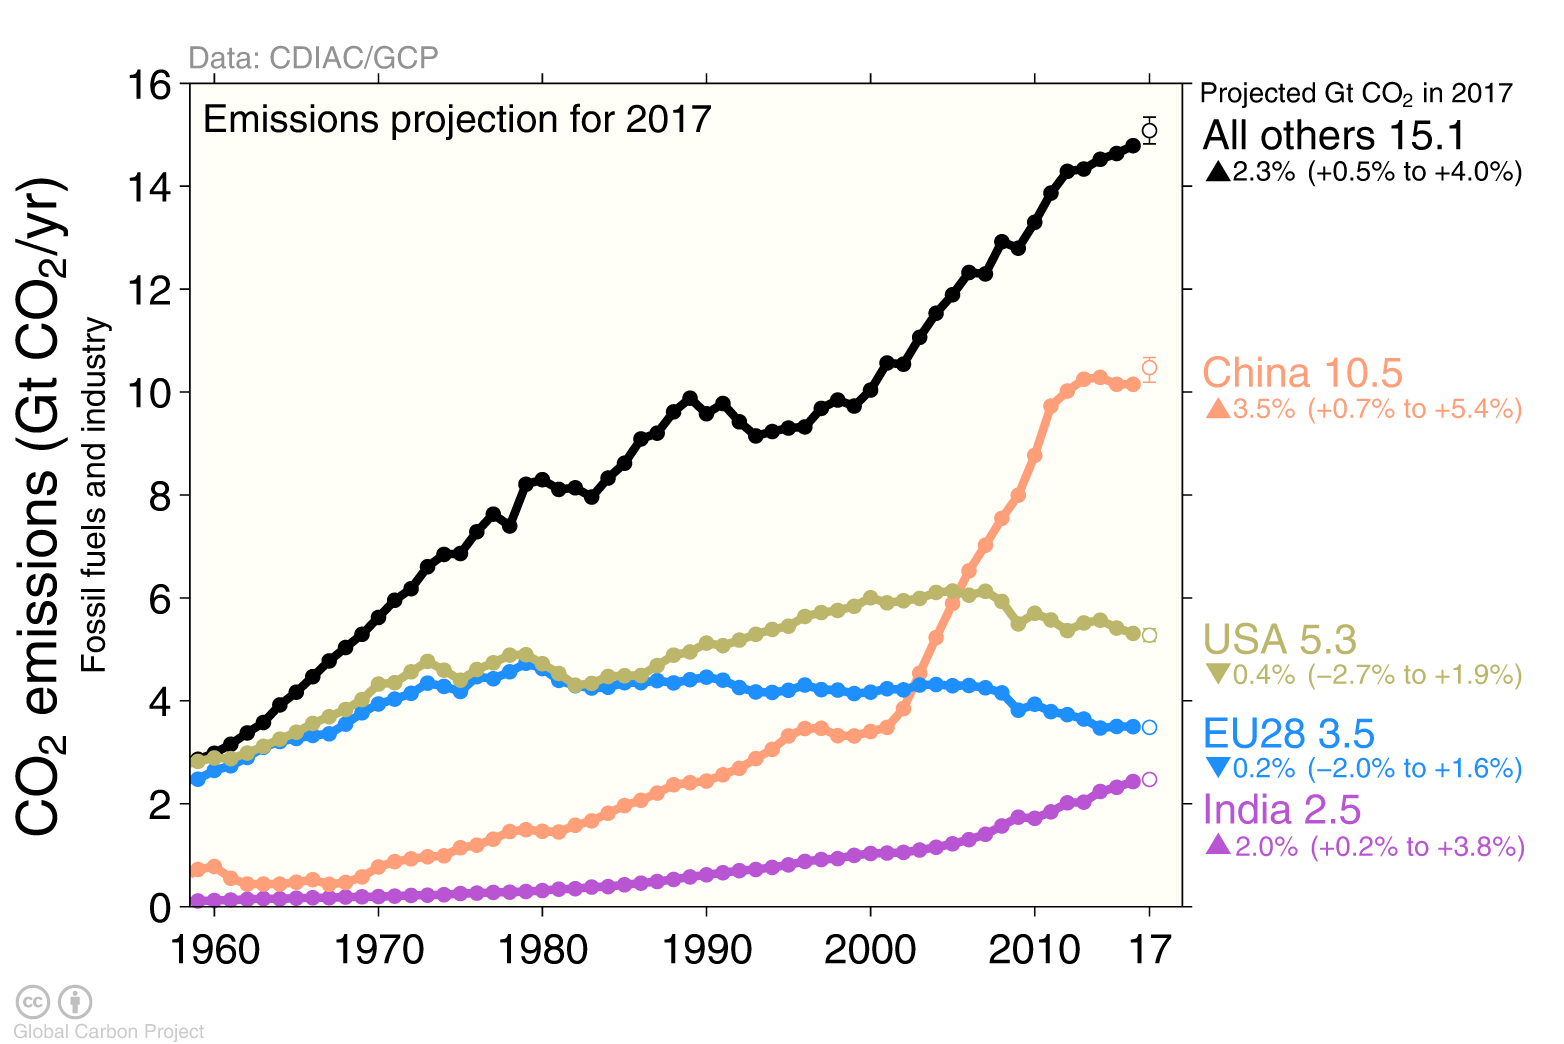 Data: CDIAC/GCP
Emissions projection for 2017
CO₂ emissions (Gt CO₂/yr)
Fossil fuels and industry
16
14
12
10
8
6
4
2
0
1960 1970 1980 1990 2000 2010 17
Projected Gt CO₂ in 2017
All others 15.1
▲2.3% (+0.5% to +4.0%)
China 10.5
▲3.5% (+0.7% to +5.4%)
USA 5.3
▼0.4% (−2.7% to +1.9%)
EU28 3.5
▼0.2% (−2.0% to +1.6%)
India 2.5
▲2.0% (+0.2% to +3.8%)
cc
Global Carbon Project